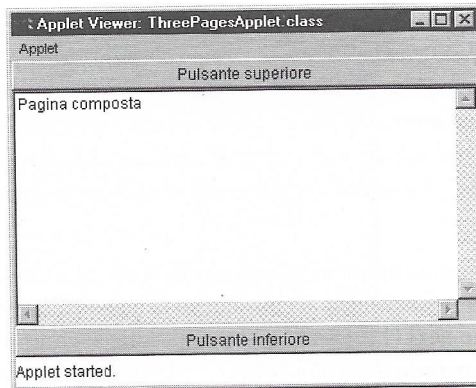 Applet Viewer: ThreePagesApplet.class
Applet
Pulsante superiore
Pagina composta
Pulsante inferiore
Applet started.